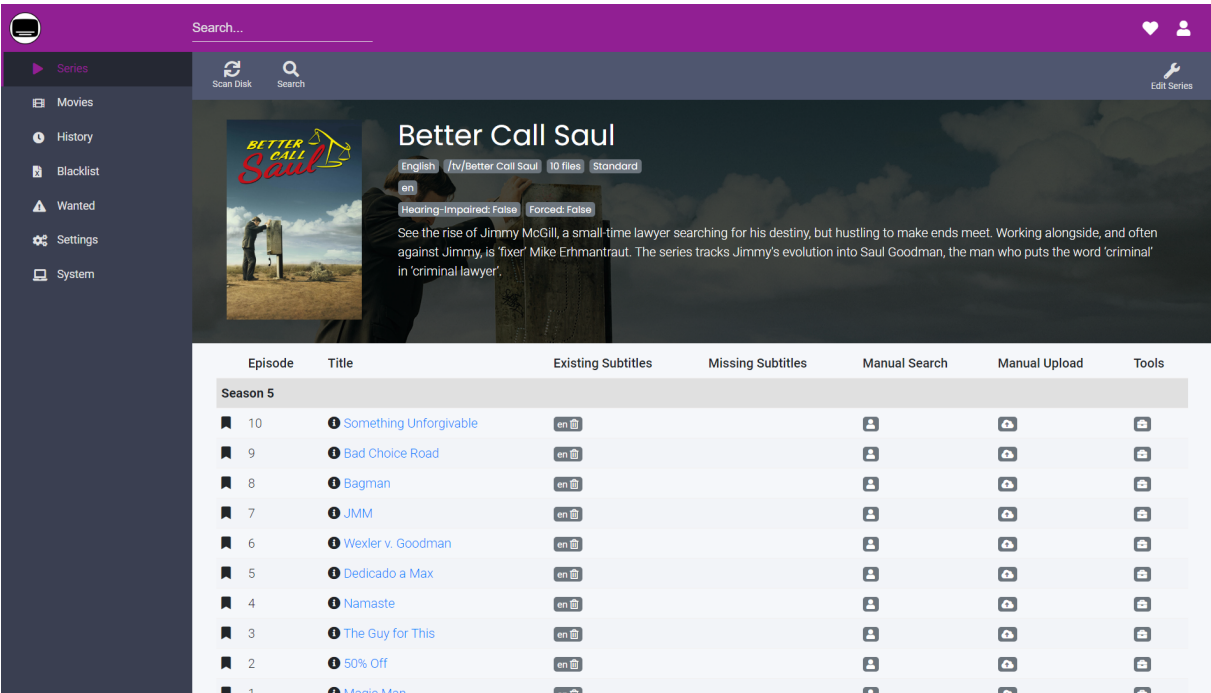 Search...
Series
Movies
History
Blacklist
Wanted
Settings
System
Scan Disk Search Edit Series
BETTER
CALL
Saul
Better Call Saul
English /tv/Better Call Saul 10 files Standard
en
Hearing-Impaired: False Forced: False
See the rise of Jimmy McGill, a small-time lawyer searching for his destiny, but hustling to make ends meet. Working alongside, and often
against Jimmy, is ‘fixer’ Mike Erhmantraut. The series tracks Jimmy's evolution into Saul Goodman, the man who puts the word ‘criminal’
in ‘criminal lawyer’.
Episode Title Existing Subtitles Missing Subtitles Manual Search Manual Upload Tools
Season 5
10 Something Unforgivable en
9 Bad Choice Road en
8 Bagman en
7 JMM en
6 Wexler v. Goodman en
5 Dedicado a Max en
4 Namaste en
3 The Guy for This en
2 50% Off en
1 Magic Man